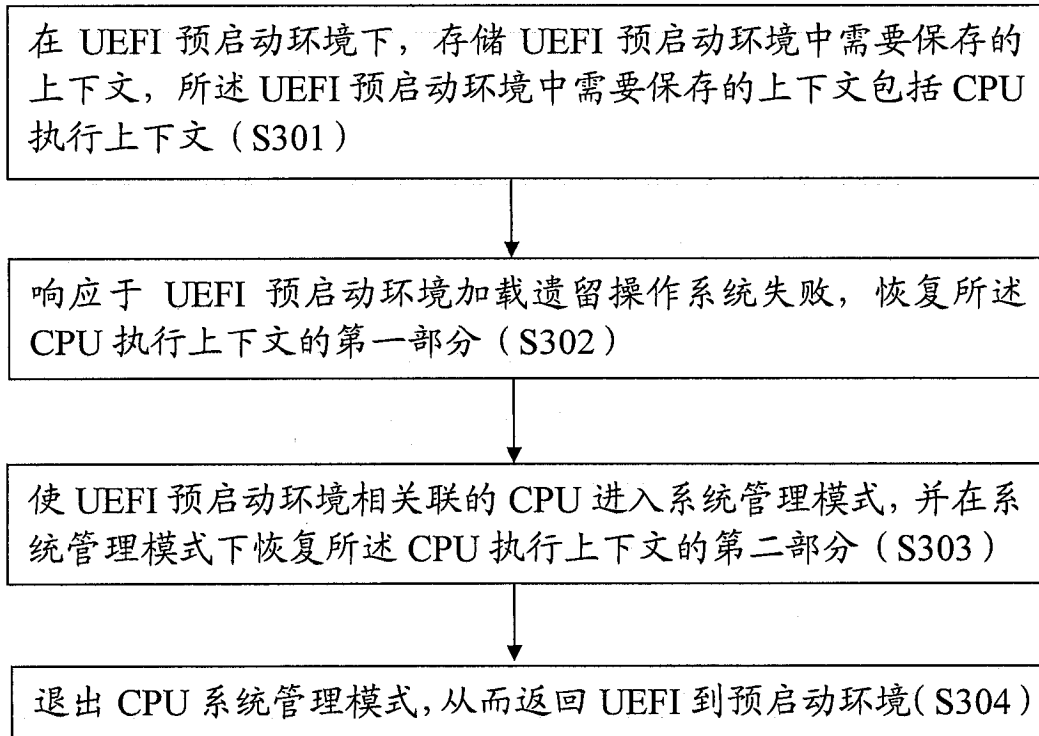 在 UEFI 预启动环境下，存储 UEFI 预启动环境中需要保存的
上下文，所述 UEFI 预启动环境中需要保存的上下文包括 CPU
执行上下文（S301）
响应于 UEFI 预启动环境加载遗留操作系统失败，恢复所述
CPU 执行上下文的第一部分（S302）
使 UEFI 预启动环境相关联的 CPU 进入系统管理模式，并在系
统管理模式下恢复所述 CPU 执行上下文的第二部分（S303）
退出 CPU 系统管理模式，从而返回 UEFI 到预启动环境（S304）